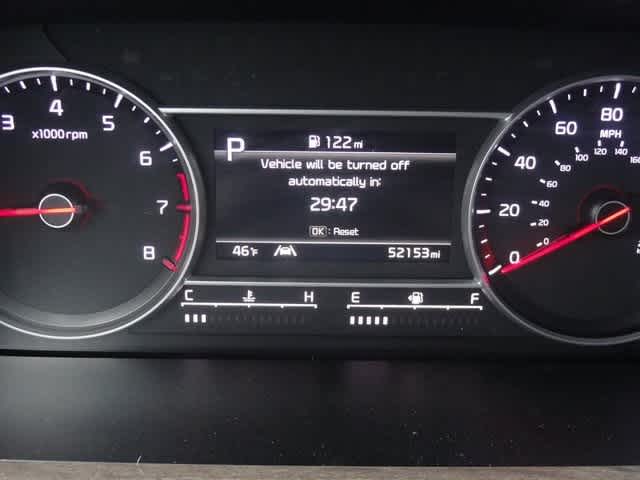 3 4 5 6 7 8
x1000rpm
P 122 mi
Vehicle will be turned off
automatically in:
29:47
OK : Reset
46°F 52153 mi
C H
E F
0 20 40 60 80
MPH
0 20 40 60 80 100 120 140 160